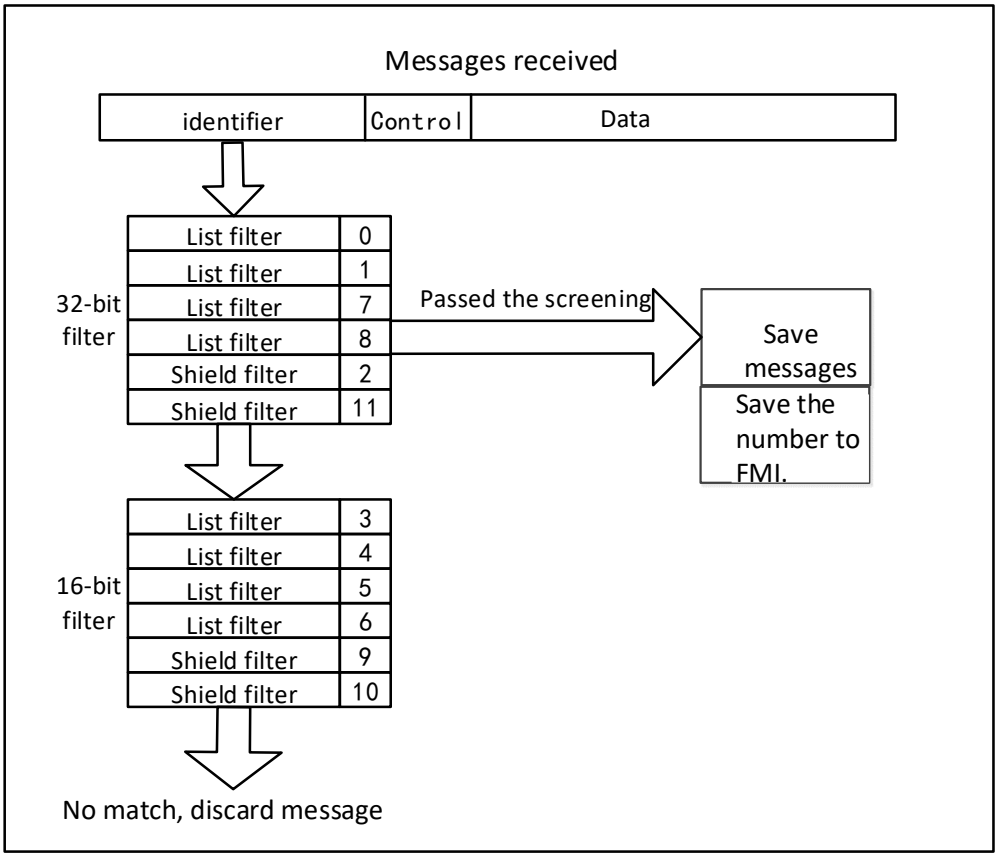 Messages received
identifier Control Data
List filter 0
List filter 1
32-bit filter
List filter 7
List filter 8
Shield filter 2
Shield filter 11
Passed the screening
Save
messages
Save the
number to
FMI.
List filter 3
List filter 4
16-bit filter
List filter 5
List filter 6
Shield filter 9
Shield filter 10
No match, discard message